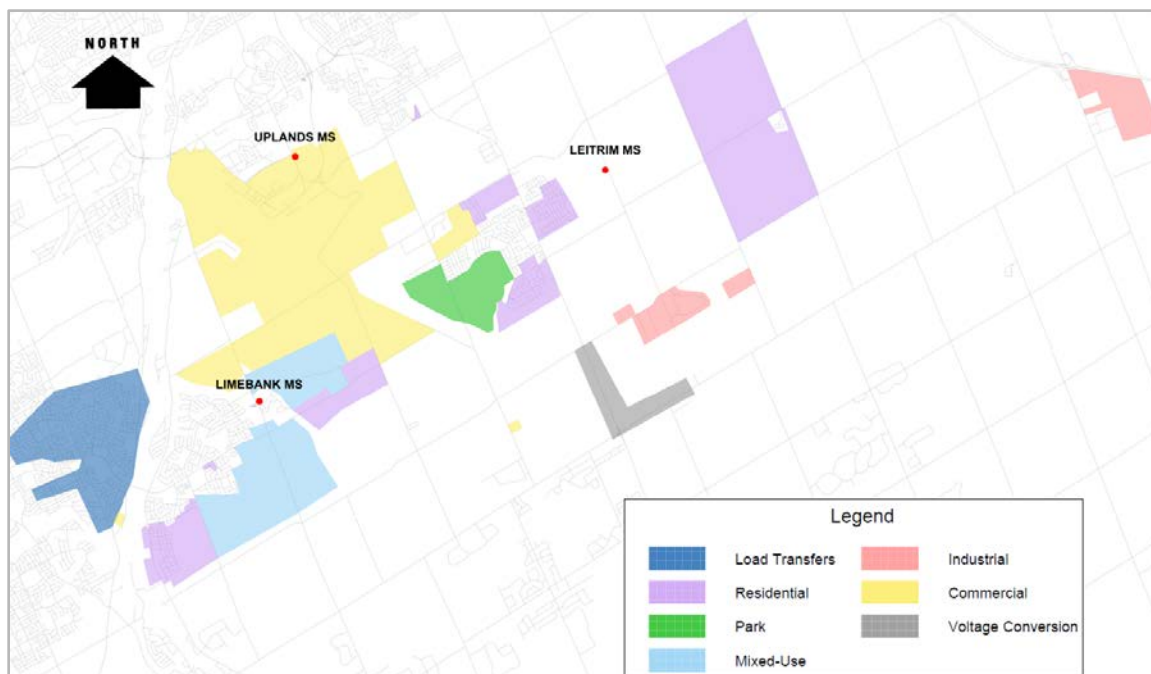 NORTH
UPLANDS MS
LEITRIM MS
LIMEBANK MS
Legend
Load Transfers
Industrial
Residential
Commercial
Park
Voltage Conversion
Mixed-Use